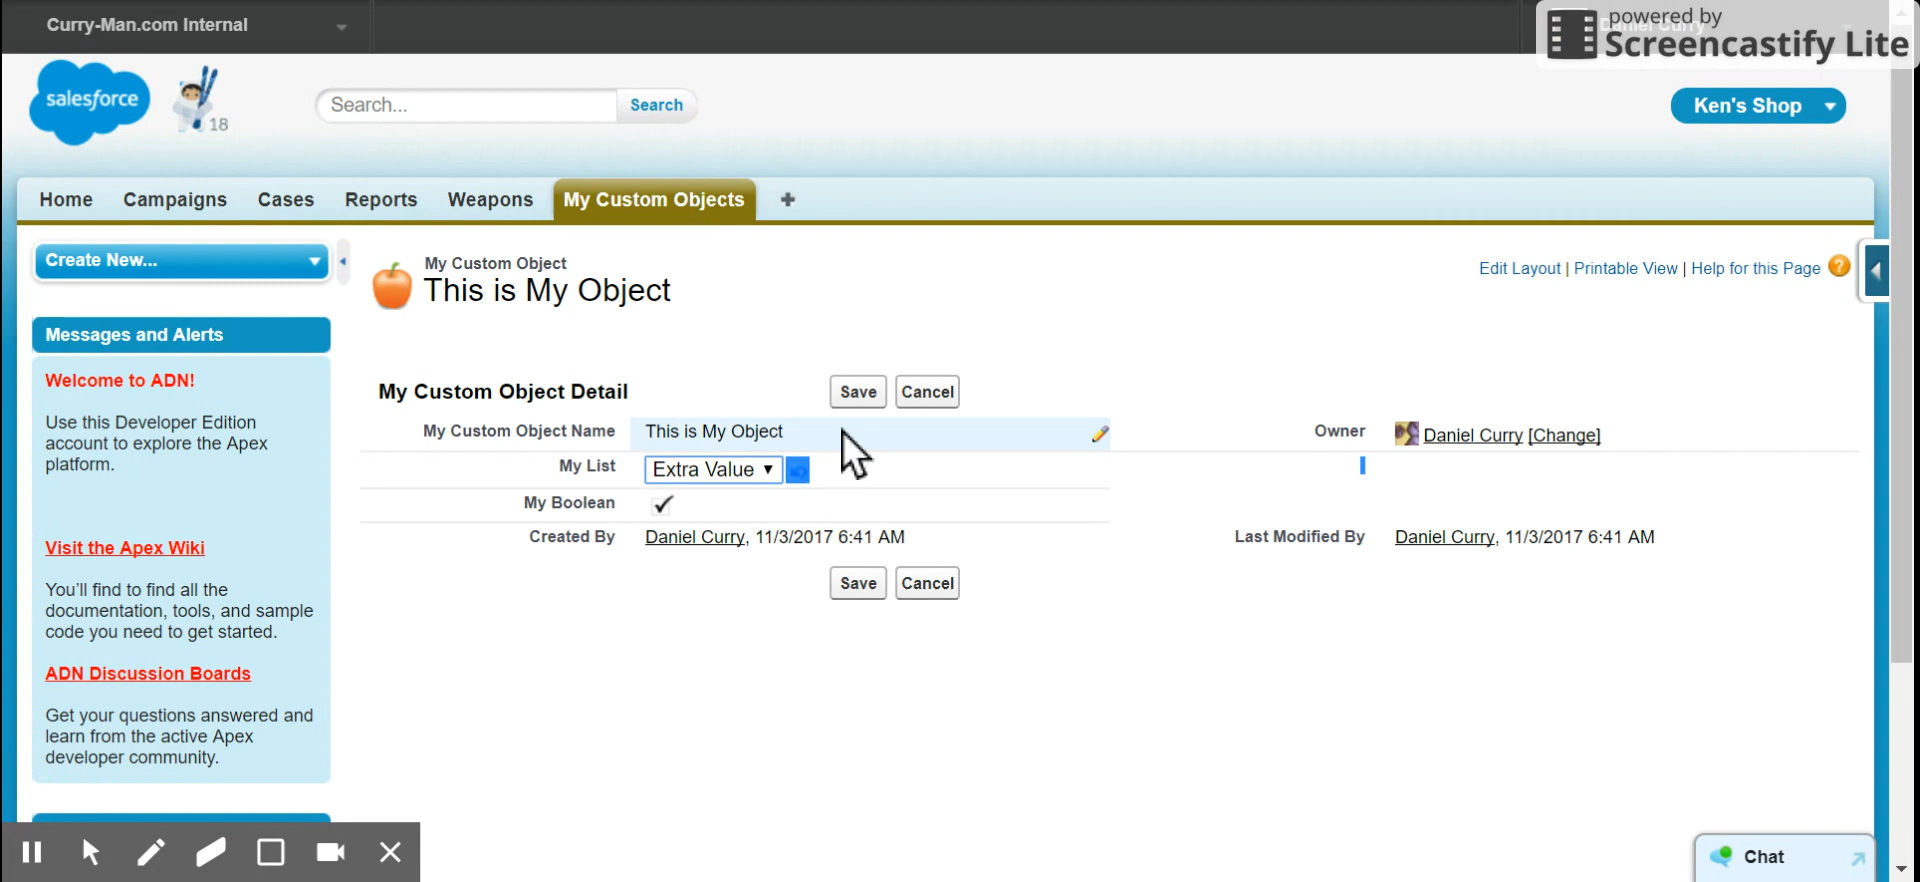 Curry-Man.com Internal
powered by
Screencastify Lite
salesforce
18
Search...
Search
Ken's Shop
Home
Campaigns
Cases
Reports
Weapons
My Custom Objects
Create New...
My Custom Object
This is My Object
Edit Layout | Printable View | Help for this Page ?
Messages and Alerts
Welcome to ADN!
Use this Developer Edition
account to explore the Apex
platform.
Visit the Apex Wiki
You'll find to find all the
documentation, tools, and sample
code you need to get started.
ADN Discussion Boards
Get your questions answered and
learn from the active Apex
developer community.
My Custom Object Detail
Save
Cancel
My Custom Object Name
This is My Object
Owner
Daniel Curry [Change]
My List
Extra Value
My Boolean
Created By
Daniel Curry, 11/3/2017 6:41 AM
Last Modified By
Daniel Curry, 11/3/2017 6:41 AM
Save
Cancel
Chat